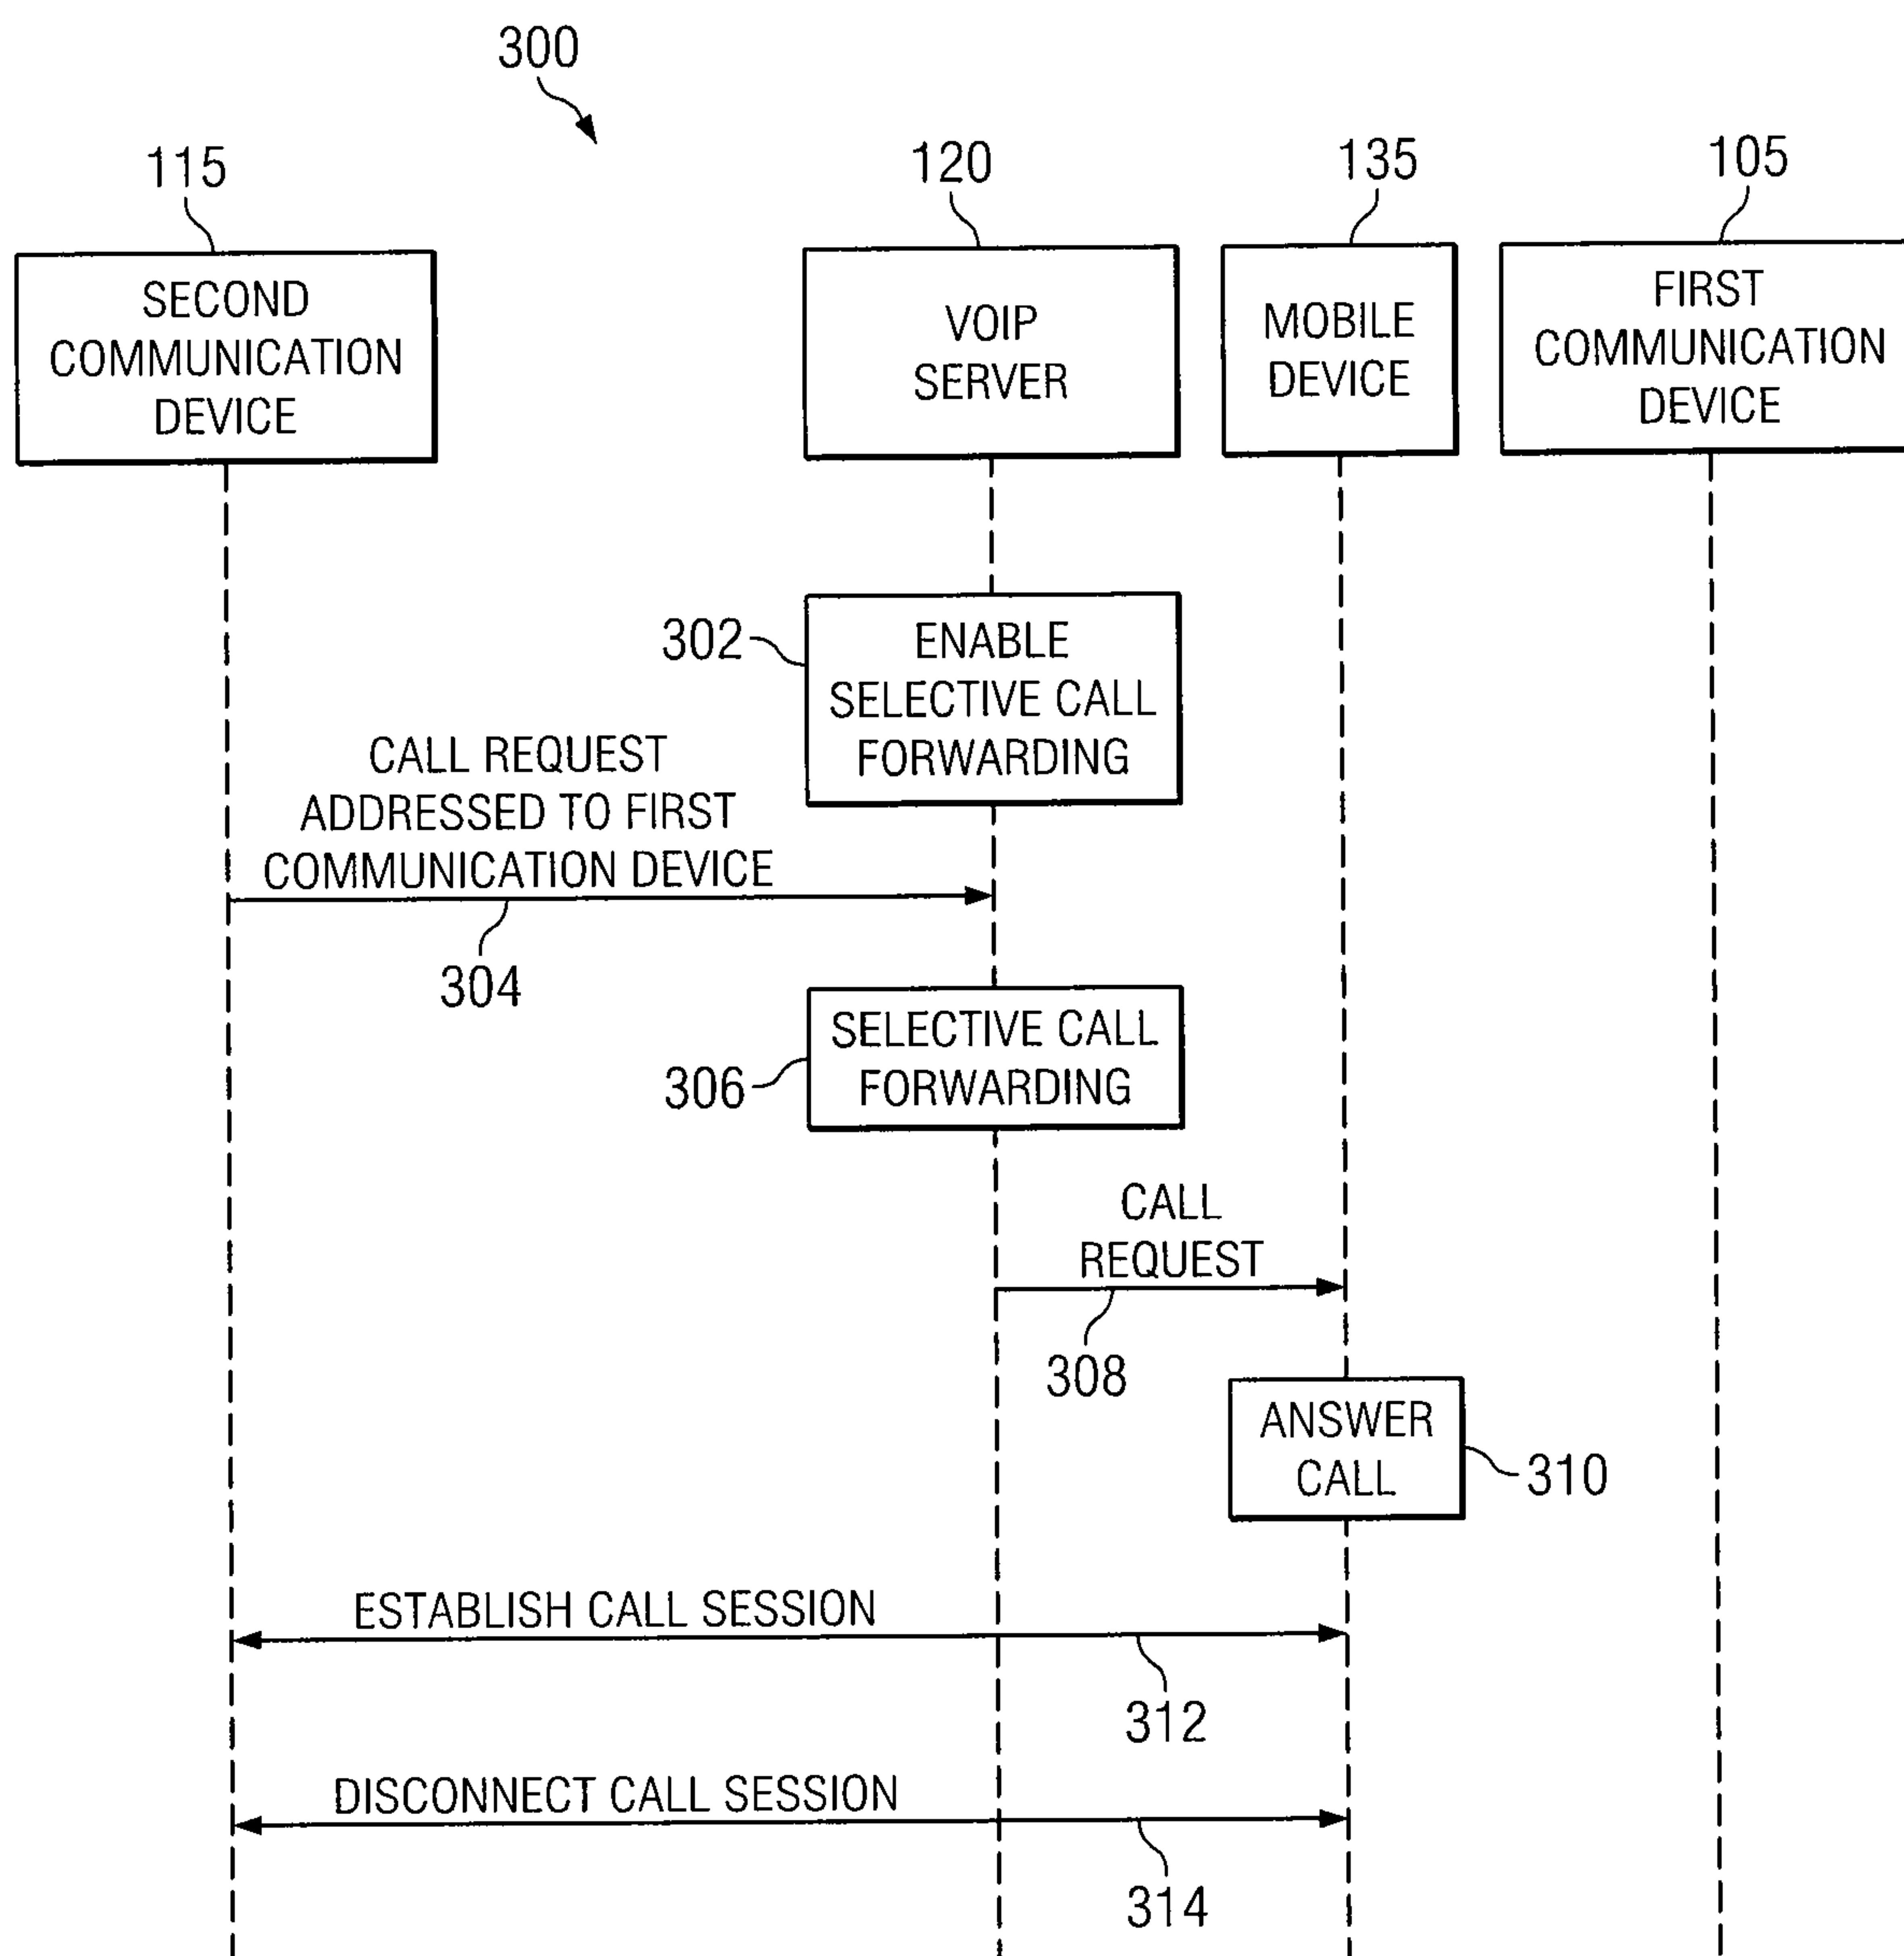 300
115
120
135
105
SECOND
COMMUNICATION
DEVICE
VOIP
SERVER
MOBILE
DEVICE
FIRST
COMMUNICATION
DEVICE
302
ENABLE
SELECTIVE CALL
FORWARDING
CALL REQUEST
ADDRESSED TO FIRST
COMMUNICATION DEVICE
304
306
SELECTIVE CALL
FORWARDING
CALL
REQUEST
308
ANSWER
CALL
310
ESTABLISH CALL SESSION
312
DISCONNECT CALL SESSION
314